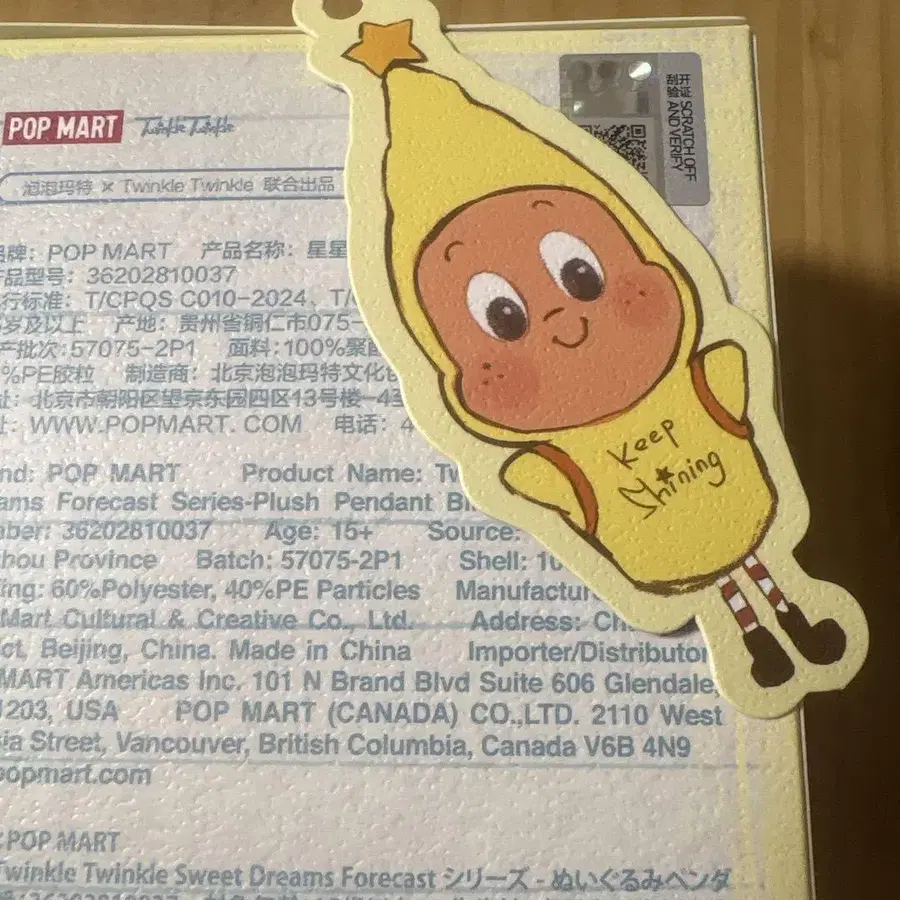 POP MART Twinkle Twinkle
开涂 刮验 SCRATCH OFF AND VERIFY
泡泡玛特 × Twinkle Twinkle 联合出品
品牌: POP MART 产品名称: 星星
产品型号: 36202810037
行标准: T/CPQS C010-2024、
岁及以上 产地: 贵州省铜仁市075-
产批次:57075-2P1 面料:100%聚
%PE胶粒 制造商: 北京泡泡玛特文化
址: 北京市朝阳区望京东园四区13号楼-4
WWW.POPMART.COM 电话: 4
nd: POP MART Product Name: Tw
ams Forecast Series-Plush Pendant Bl
ber: 36202810037 Age: 15+ Source:
hou Province Batch: 57075-2P1 Shell: 10
ing: 60%Polyester, 40%PE Particles Manufactur
Mart Cultural & Creative Co., Ltd. Address: Ch
ct, Beijing, China. Made in China Importer/Distributor
MART Americas Inc. 101 N Brand Blvd Suite 606 Glendale,
1203, USA POP MART (CANADA) CO.,LTD. 2110 West
ia Street, Vancouver, British Columbia, Canada V6B 4N9
popmart.com
POP MART
Twinkle Twinkle Sweet Dreams Forecast シリーズ - ぬいぐるみペンダ
36202810037
Keep
Shining